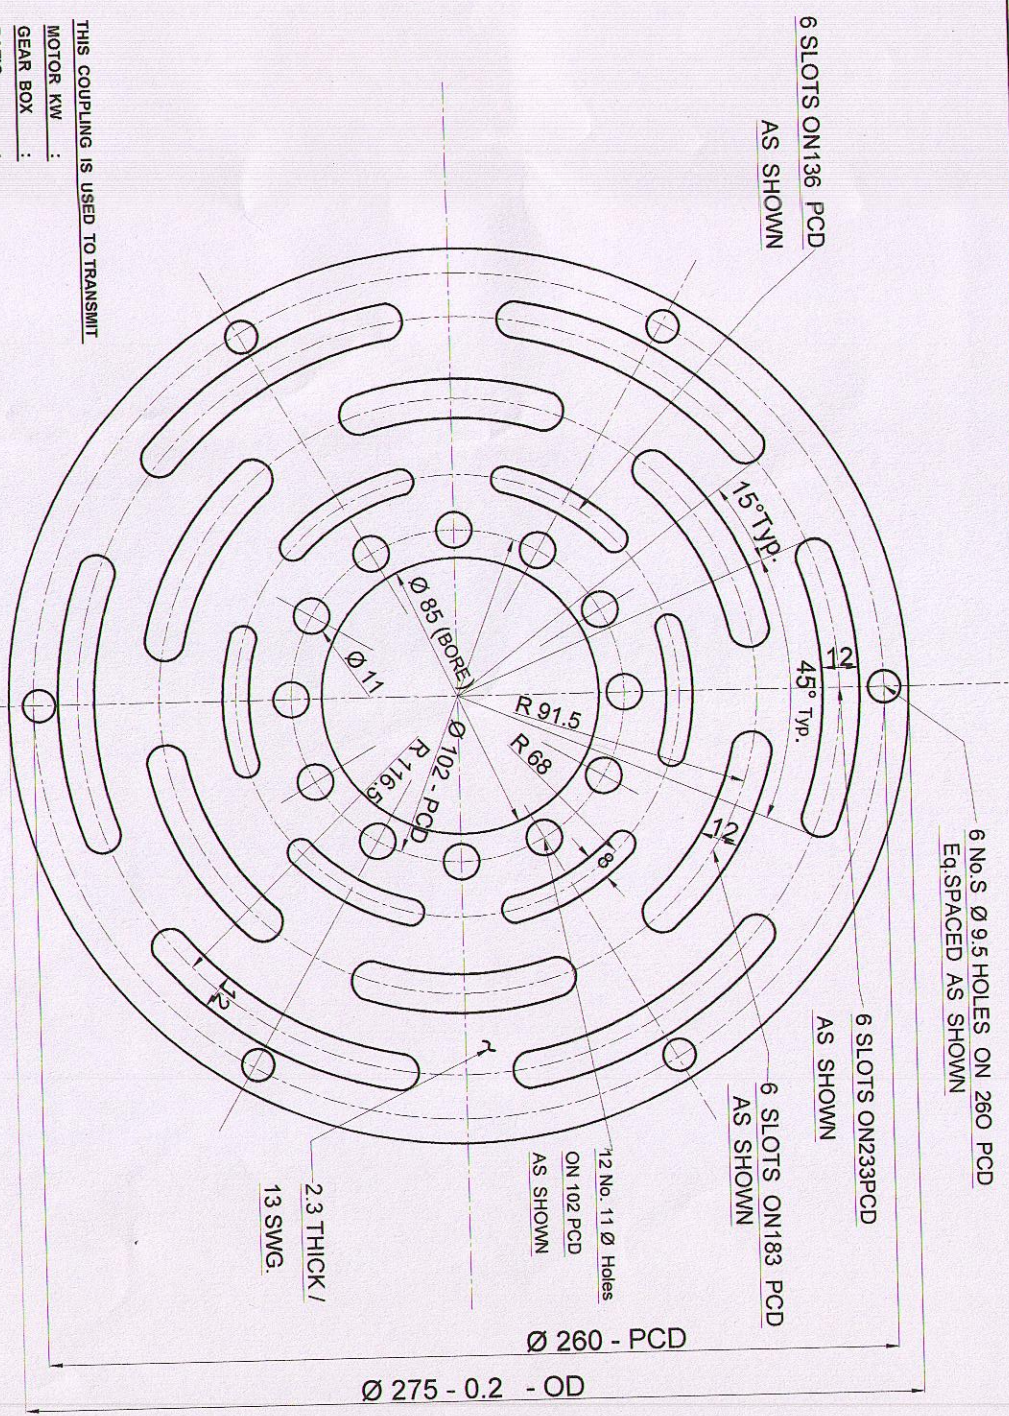 6 SLOTS ON136 PCD
AS SHOWN
6 No.S Ø 9.5 HOLES ON 260 PCD
Eq.SPACED AS SHOWN
6 SLOTS ON233PCD
AS SHOWN
6 SLOTS ON183 PCD
AS SHOWN
12 No. 11 Ø Holes
ON 102 PCD
AS SHOWN
2.3 THICK /
13 SWG.
15° Typ.
45° Typ.
12
12
12
8
R 91.5
R 68
R 116.5
Ø 85 (BORE)
Ø 11
Ø 102 - PCD
Ø 260 - PCD
Ø 275 - 0.2 - OD
THIS COUPLING IS USED TO TRANSMIT
MOTOR KW :
GEAR BOX :